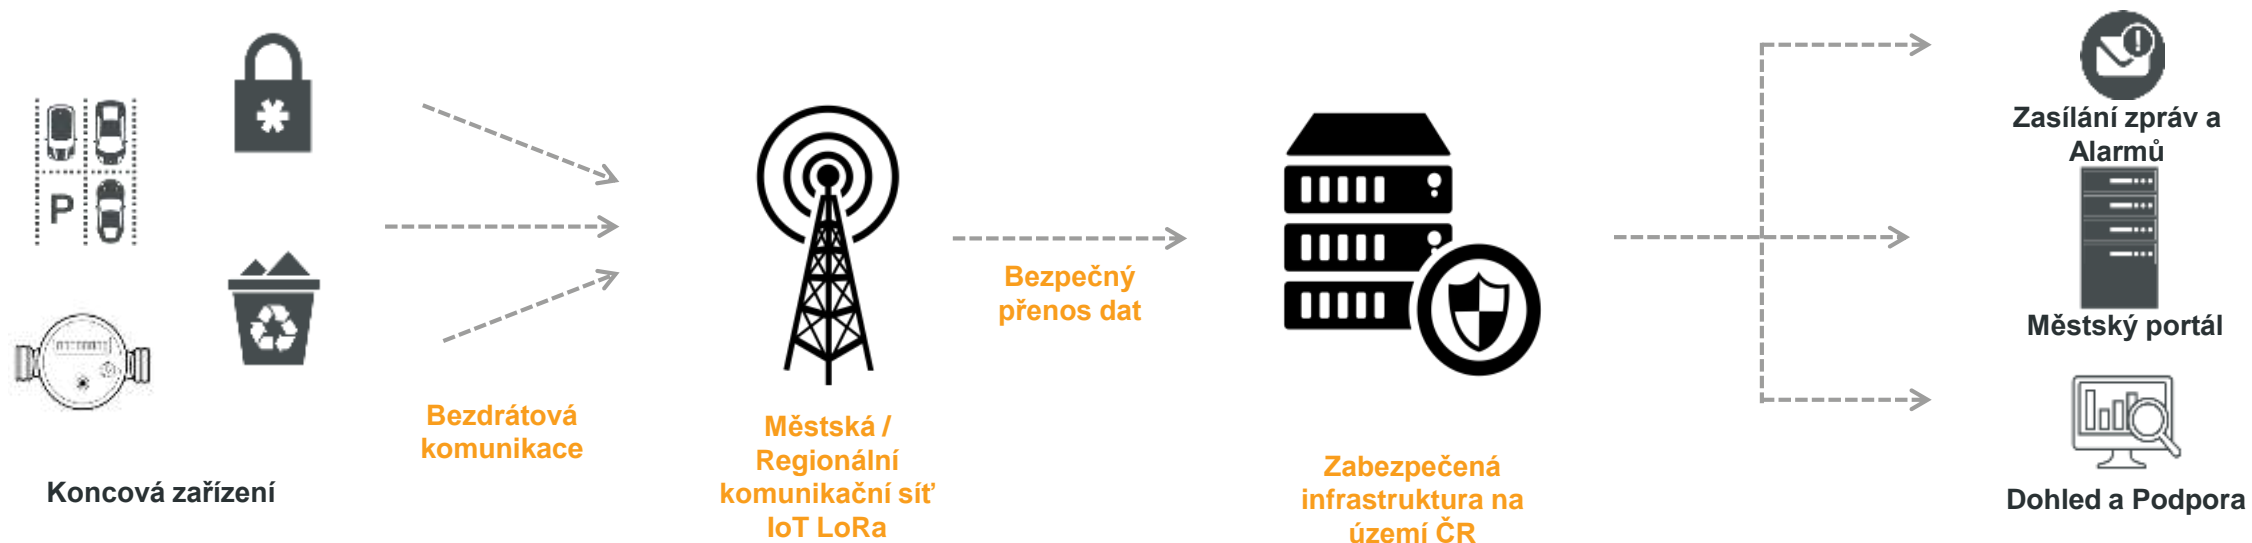 P
Koncová zařízení
Bezdrátová
komunikace
Městská /
Regionální
komunikační síť
IoT LoRa
Bezpečný
přenos dat
Zabezpečená
infrastruktura na
území ČR
Zasílání zpráv a
Alarmů
Městský portál
Dohled a Podpora